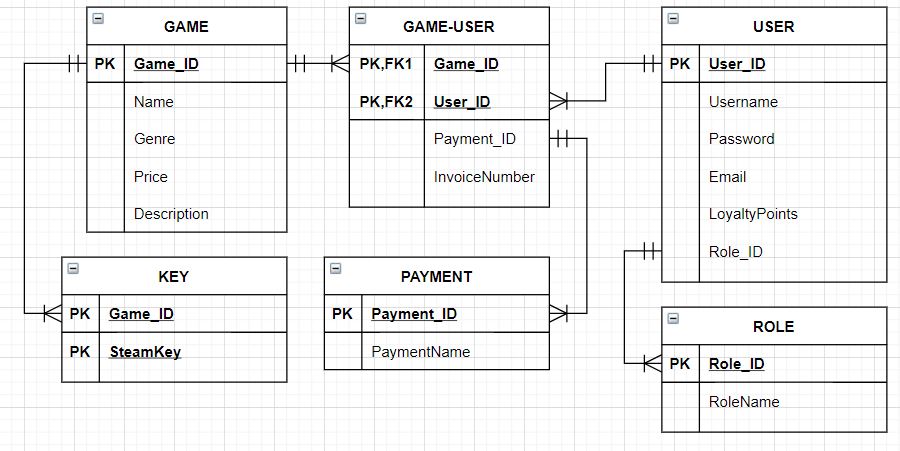 GAME
PK Game_ID
Name
Genre
Price
Description
GAME-USER
PK,FK1 Game_ID
PK,FK2 User_ID
Payment_ID
InvoiceNumber
USER
PK User_ID
Username
Password
Email
LoyaltyPoints
Role_ID
KEY
PK Game_ID
PK SteamKey
PAYMENT
PK Payment_ID
PaymentName
ROLE
PK Role_ID
RoleName